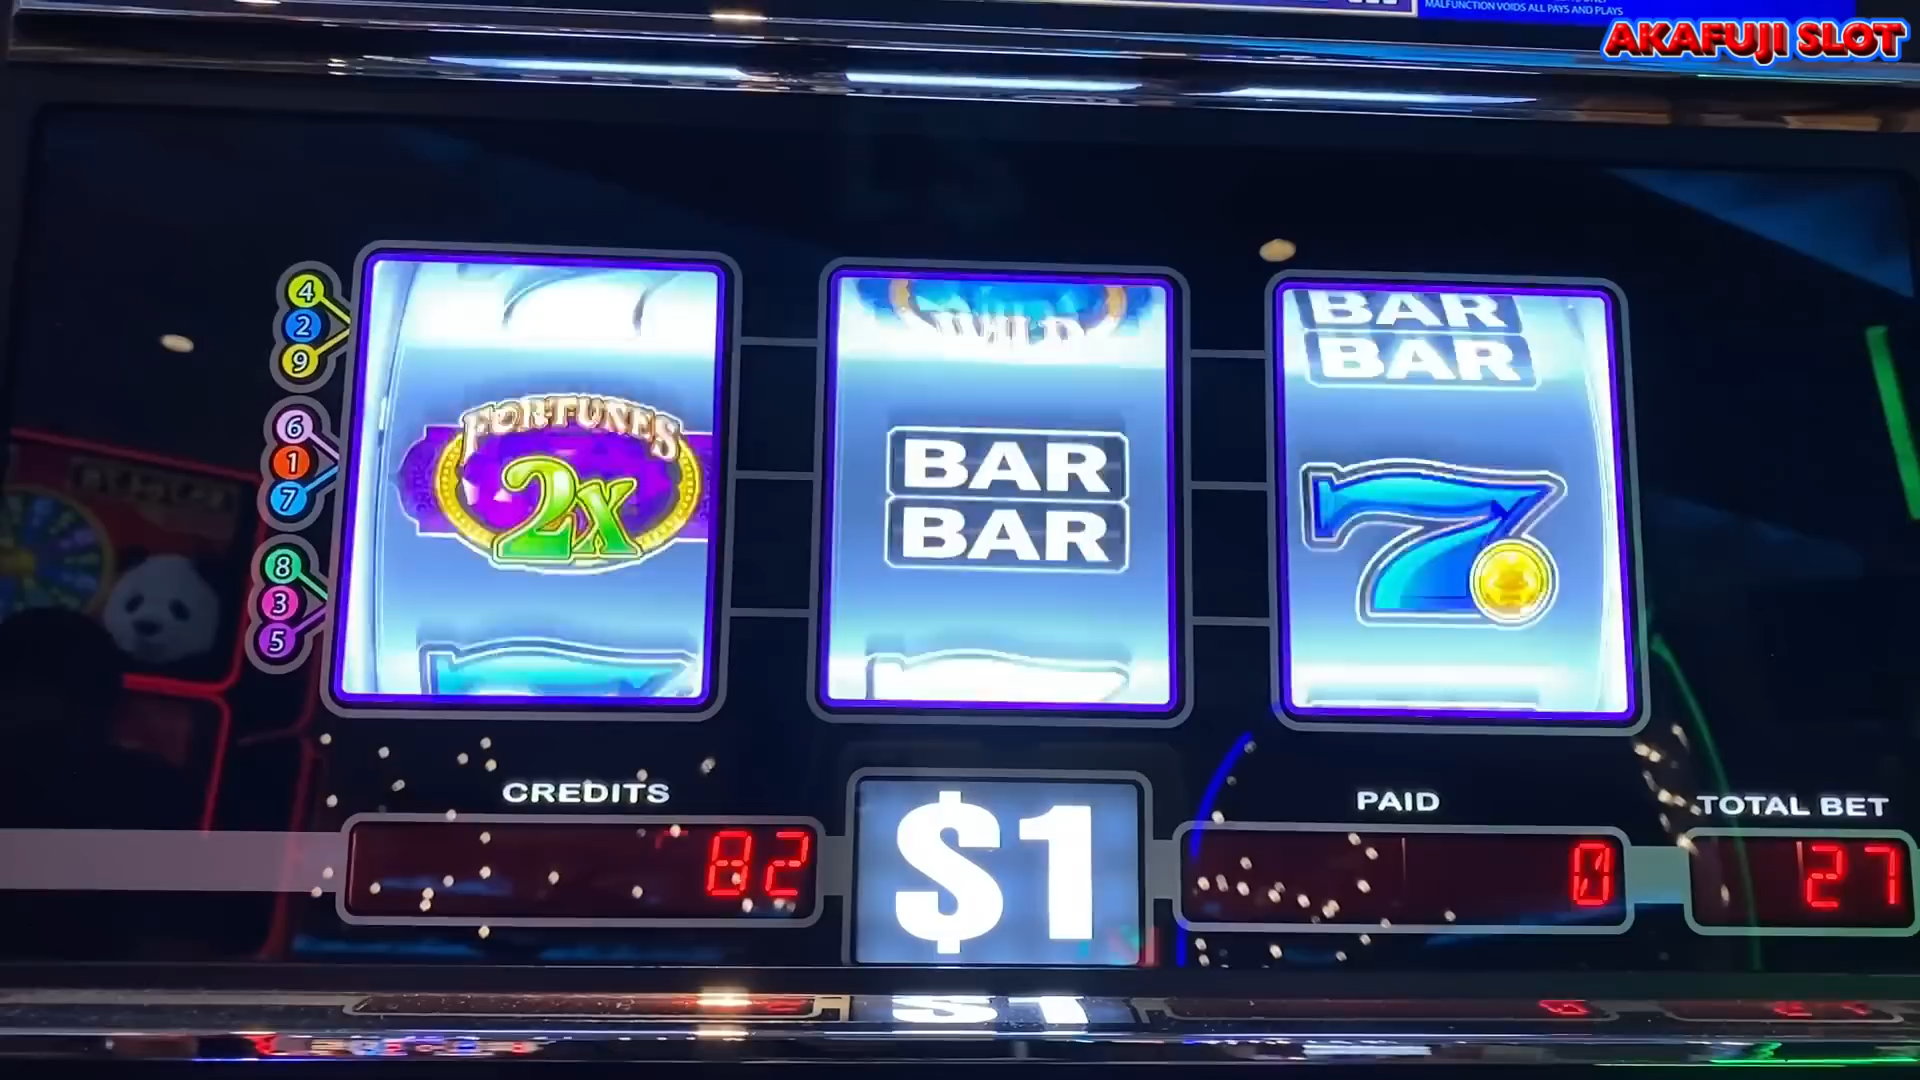 MALFUNCTION VOIDS ALL PAYS AND PLAYS
AKAFUJI SLOT
4
2
9
6
1
7
8
3
5
FORTUNES
2x
WILD
BAR
BAR
BAR
BAR
7
CREDITS
82
$1
PAID
0
TOTAL BET
27